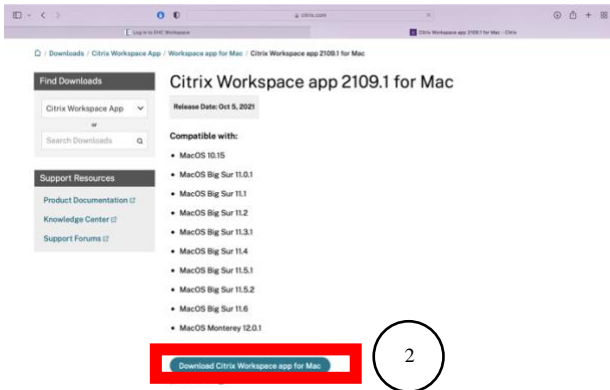 citrix.com
Log in to DHC Workspace
Citrix Workspace app 2109.1 for Mac - Citrix
/ Downloads / Citrix Workspace App / Workspace app for Mac / Citrix Workspace app 2109.1 for Mac
Find Downloads
Citrix Workspace App
or
Search Downloads
Support Resources
Product Documentation
Knowledge Center
Support Forums
Citrix Workspace app 2109.1 for Mac
Release Date: Oct 5, 2021
Compatible with:
• MacOS 10.15
• MacOS Big Sur 11.0.1
• MacOS Big Sur 11.1
• MacOS Big Sur 11.2
• MacOS Big Sur 11.3.1
• MacOS Big Sur 11.4
• MacOS Big Sur 11.5.1
• MacOS Big Sur 11.5.2
• MacOS Big Sur 11.6
• MacOS Monterey 12.0.1
Download Citrix Workspace app for Mac
2